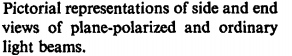 Pictorial representations of side and end
views of plane-polarized and ordinary
light beams.